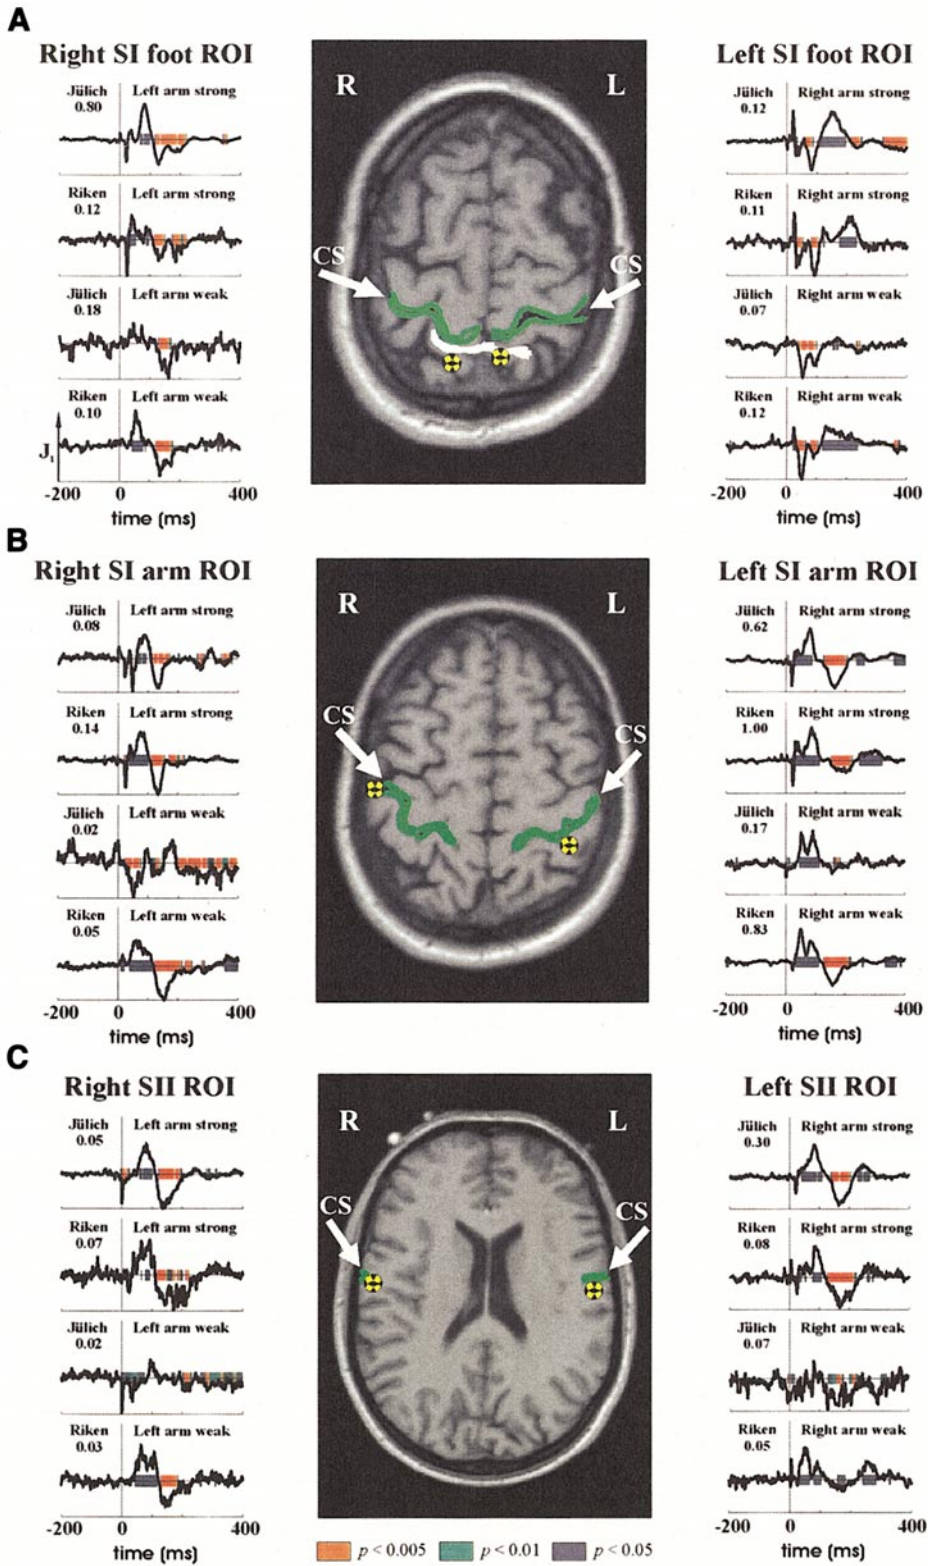 A
Right SI foot ROI
Jülich Left arm strong
0.80
Riken Left arm strong
0.12
Jülich Left arm weak
0.18
Riken Left arm weak
0.10
J₁
-200 0 400
time (ms)
R L
CS CS
Left SI foot ROI
Jülich Right arm strong
0.12
Riken Right arm strong
0.11
Jülich Right arm weak
0.07
Riken Right arm weak
0.12
-200 0 400
time (ms)
B
Right SI arm ROI
Jülich Left arm strong
0.08
Riken Left arm strong
0.14
Jülich Left arm weak
0.02
Riken Left arm weak
0.05
-200 0 400
time (ms)
R L
CS CS
Left SI arm ROI
Jülich Right arm strong
0.62
Riken Right arm strong
1.00
Jülich Right arm weak
0.17
Riken Right arm weak
0.83
-200 0 400
time (ms)
C
Right SII ROI
Jülich Left arm strong
0.05
Riken Left arm strong
0.07
Jülich Left arm weak
0.02
Riken Left arm weak
0.03
-200 0 400
time (ms)
R L
CS CS
Left SII ROI
Jülich Right arm strong
0.30
Riken Right arm strong
0.08
Jülich Right arm weak
0.07
Riken Right arm weak
0.05
-200 0 400
time (ms)
p < 0.005 p < 0.01 p < 0.05